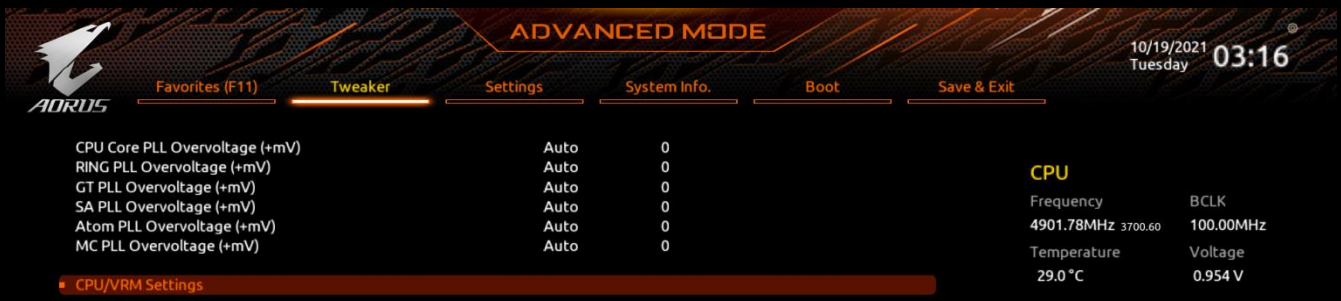 ADVANCED MODE
10/19/2021 03:16
Tuesday
AORUS
Favorites (F11) Tweaker Settings System Info. Boot Save & Exit
CPU Core PLL Overvoltage (+mV) Auto 0
RING PLL Overvoltage (+mV) Auto 0
GT PLL Overvoltage (+mV) Auto 0
SA PLL Overvoltage (+mV) Auto 0
Atom PLL Overvoltage (+mV) Auto 0
MC PLL Overvoltage (+mV) Auto 0
CPU/VRM Settings
CPU
Frequency BCLK
4901.78MHz 3700.60 100.00MHz
Temperature Voltage
29.0 °C 0.954 V